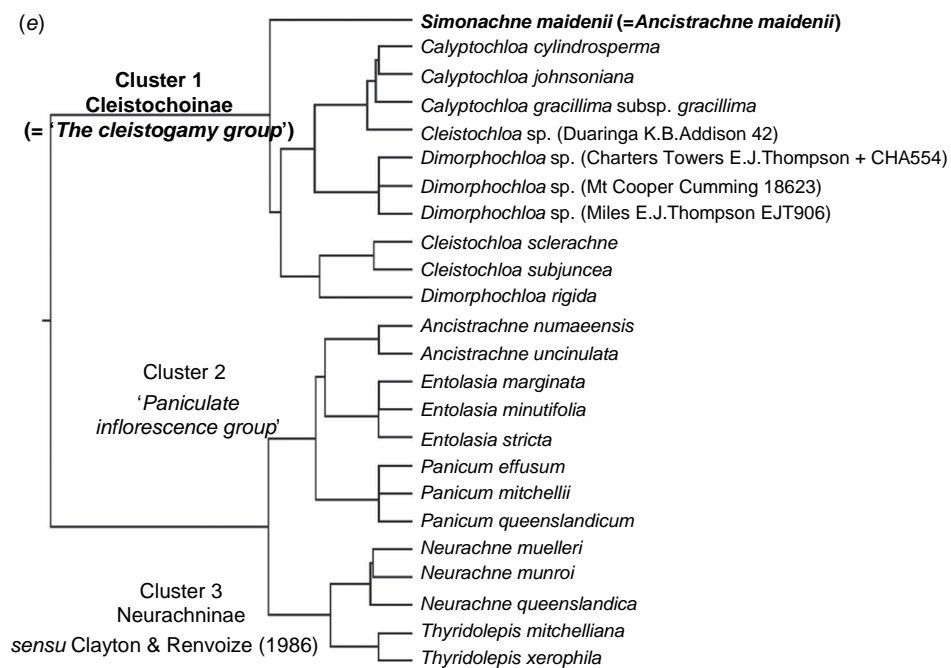 (e)
Simonachne maidenii (=Ancistrachne maidenii)
Calyptochloa cylindrosperma
Calyptochloa johnsoniana
Calyptochloa gracillima subsp. gracillima
Cleistochloa sp. (Duaringa K.B.Addison 42)
Dimorphochloa sp. (Charters Towers E.J.Thompson + CHA554)
Dimorphochloa sp. (Mt Cooper Cumming 18623)
Dimorphochloa sp. (Miles E.J.Thompson EJT906)
Cleistochloa sclerachne
Cleistochloa subjuncea
Dimorphochloa rigida
Ancistrachne numaeensis
Ancistrachne uncinulata
Entolasia marginata
Entolasia minutifolia
Entolasia stricta
Panicum effusum
Panicum mitchellii
Panicum queenslandicum
Neurachne muelleri
Neurachne munroi
Neurachne queenslandica
Thyridolepis mitchelliana
Thyridolepis xerophila
Cluster 1
Cleistochoinae
(= ‘The cleistogamy group’)
Cluster 2
‘Paniculate
inflorescence group’
Cluster 3
Neurachninae
sensu Clayton & Renvoize (1986)